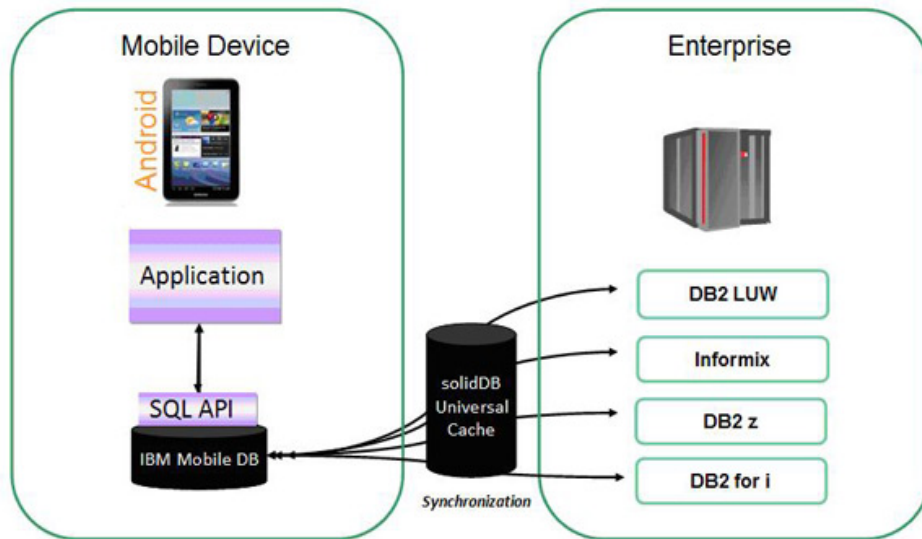 Mobile Device
Android
Application
SQL API
IBM Mobile DB
solidDB
Universal
Cache
Synchronization
Enterprise
DB2 LUW
Informix
DB2 z
DB2 for i